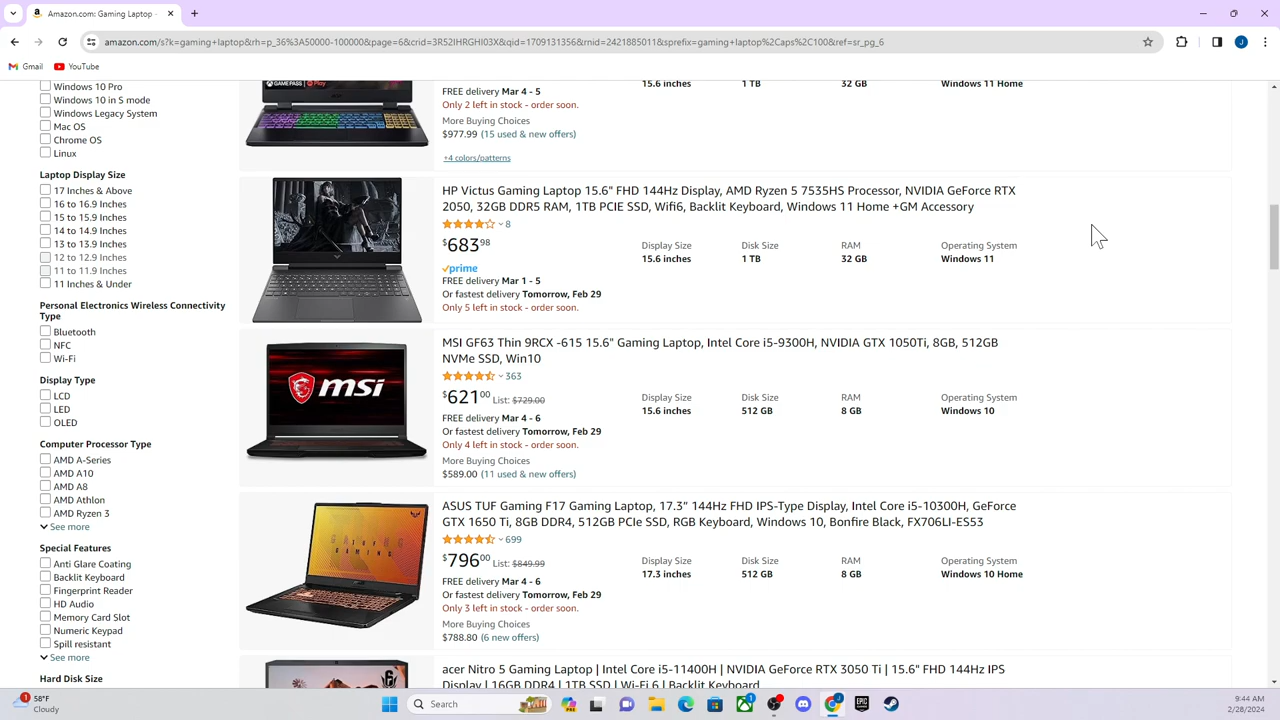 Amazon.com: Gaming Laptop -
amazon.com/s?k=gaming+laptop&rh=p_36%3A50000-100000&page=6&crid=3R52IHRGHI03X&qid=1709131356&rnid=2421885011&sprefix=gaming+laptop%2Caps%2C100&ref=sr_pg_6
J
Gmail YouTube
Windows 10 Pro
Windows 10 in S mode
Windows Legacy System
Mac OS
Chrome OS
Linux
Laptop Display Size
17 Inches & Above
16 to 16.9 Inches
15 to 15.9 Inches
14 to 14.9 Inches
13 to 13.9 Inches
12 to 12.9 Inches
11 to 11.9 Inches
11 Inches & Under
Personal Electronics Wireless Connectivity
Type
Bluetooth
NFC
Wi-Fi
Display Type
LCD
LED
OLED
Computer Processor Type
AMD A-Series
AMD A10
AMD A8
AMD Athlon
AMD Ryzen 3
See more
Special Features
Anti Glare Coating
Backlit Keyboard
Fingerprint Reader
HD Audio
Memory Card Slot
Numeric Keypad
Spill resistant
See more
Hard Disk Size
GAMEPASS Play
15.6 inches 1 TB 32 GB Windows 11 Home
FREE delivery Mar 4 - 5
Only 2 left in stock - order soon.
More Buying Choices
$977.99 (15 used & new offers)
+4 colors/patterns
HP Victus Gaming Laptop 15.6" FHD 144Hz Display, AMD Ryzen 5 7535HS Processor, NVIDIA GeForce RTX
2050, 32GB DDR5 RAM, 1TB PCIE SSD, Wifi6, Backlit Keyboard, Windows 11 Home +GM Accessory
8
$683 98
Display Size Disk Size RAM Operating System
15.6 inches 1 TB 32 GB Windows 11
prime
FREE delivery Mar 1 - 5
Or fastest delivery Tomorrow, Feb 29
Only 5 left in stock - order soon.
msi
MSI GF63 Thin 9RCX -615 15.6" Gaming Laptop, Intel Core i5-9300H, NVIDIA GTX 1050Ti, 8GB, 512GB
NVMe SSD, Win10
363
$621 00 List: $729.00
Display Size Disk Size RAM Operating System
15.6 inches 512 GB 8 GB Windows 10
FREE delivery Mar 4 - 6
Or fastest delivery Tomorrow, Feb 29
Only 4 left in stock - order soon.
More Buying Choices
$589.00 (11 used & new offers)
ASUS TUF Gaming F17 Gaming Laptop, 17.3” 144Hz FHD IPS-Type Display, Intel Core i5-10300H, GeForce
GTX 1650 Ti, 8GB DDR4, 512GB PCIe SSD, RGB Keyboard, Windows 10, Bonfire Black, FX706LI-ES53
699
$796 00 List: $849.99
Display Size Disk Size RAM Operating System
17.3 inches 512 GB 8 GB Windows 10 Home
FREE delivery Mar 4 - 6
Or fastest delivery Tomorrow, Feb 29
Only 3 left in stock - order soon.
More Buying Choices
$788.80 (6 new offers)
acer Nitro 5 Gaming Laptop | Intel Core i5-11400H | NVIDIA GeForce RTX 3050 Ti | 15.6" FHD 144Hz IPS
Display | 16GB DDR4 | 1TB SSD | Wi-Fi 6 | Backlit Keyboard
1
58°F
Cloudy
Search
1
EPIC
9:44 AM
2/28/2024